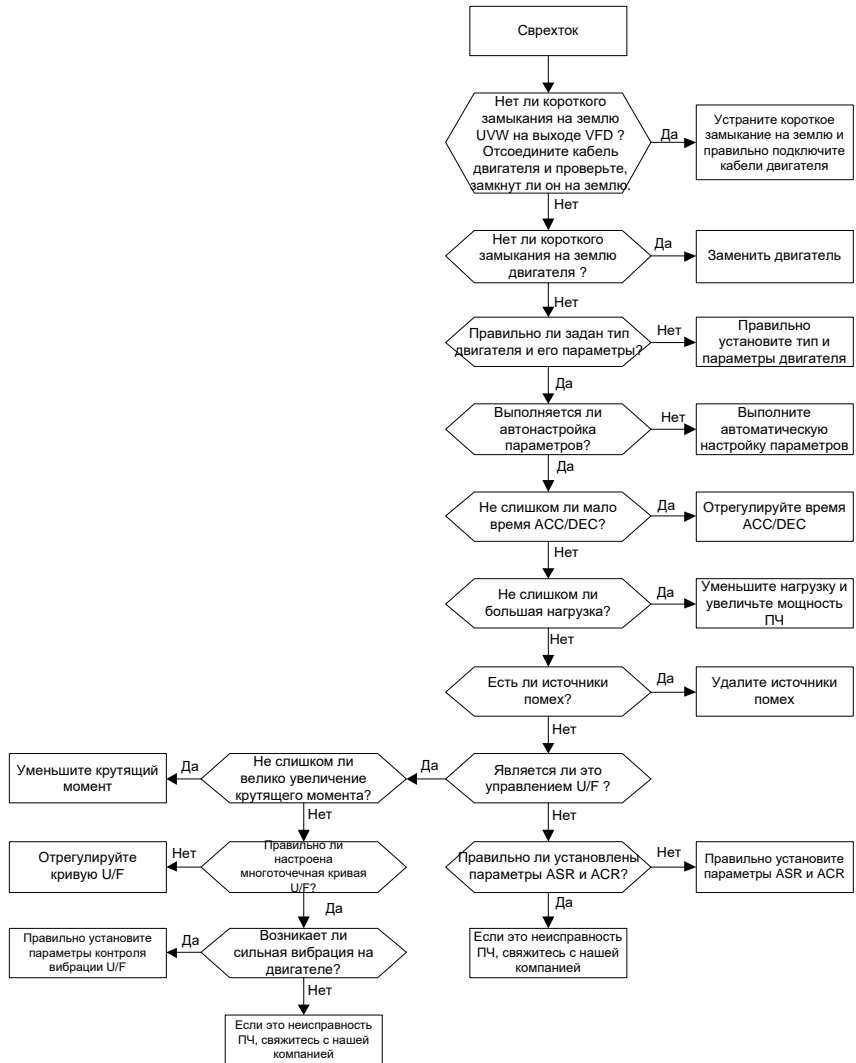 Сврехток
Нет ли короткого
замыкания на землю
UVW на выходе VFD ?
Отсоедините кабель
двигателя и проверьте,
замкнут ли он на землю.
Да
Устраните короткое
замыкание на землю и
правильно подключите
кабели двигателя
Нет
Нет ли короткого
замыкания на землю
двигателя ?
Да
Заменить двигатель
Нет
Правильно ли задан тип
двигателя и его параметры?
Нет
Правильно
установите тип и
параметры двигателя
Да
Выполняется ли
автонастройка
параметров?
Нет
Выполните
автоматическую
настройку параметров
Да
Не слишком ли мало
время ACC/DEC?
Да
Отрегулируйте время
ACC/DEC
Нет
Не слишком ли
большая нагрузка?
Да
Уменьшите нагрузку и
увеличьте мощность
ПЧ
Нет
Есть ли источники
помех?
Да
Удалите источники
помех
Нет
Является ли это
управлением U/F ?
Да
Не слишком ли
велико увеличение
крутящего момента?
Да
Уменьшите крутящий
момент
Нет
Правильно ли
настроена
многоточечная кривая
U/F?
Нет
Отрегулируйте
кривую U/F
Да
Возникает ли
сильная вибрация на
двигателе?
Да
Правильно установите
параметры контроля
вибрации U/F
Нет
Если это неисправность
ПЧ, свяжитесь с нашей
компанией
Нет
Правильно ли установлены
параметры ASR и ACR?
Нет
Правильно установите
параметры ASR и ACR
Да
Если это неисправность
ПЧ, свяжитесь с нашей
компанией